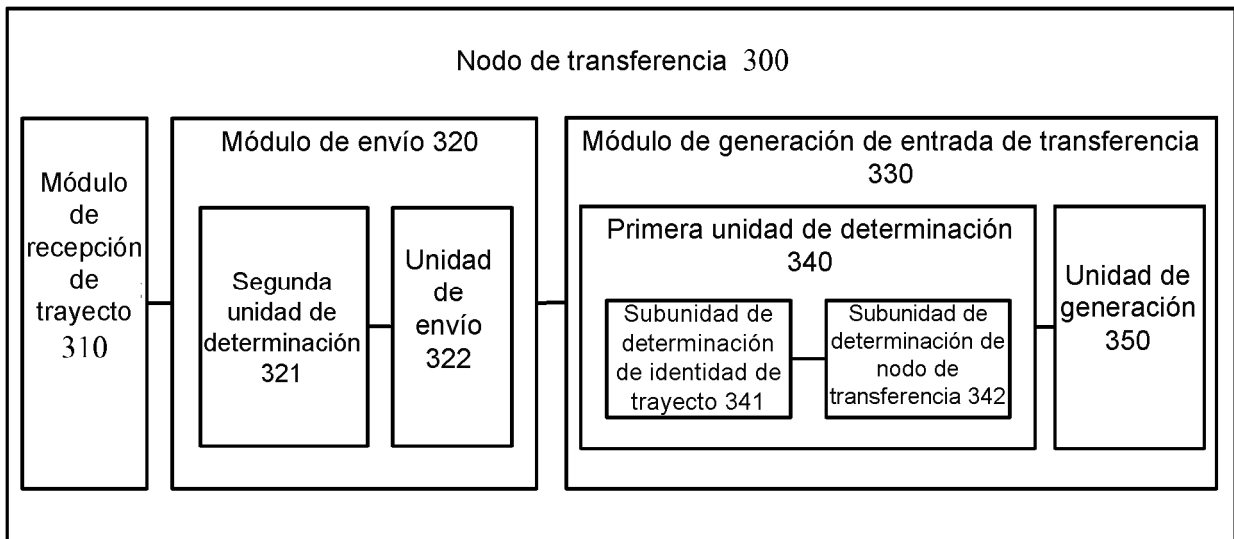 Nodo de transferencia 300
Módulo
de
recepción
de
trayecto
310
Módulo de envío 320
Segunda
unidad de
determinación
321
Unidad
de
envío
322
Módulo de generación de entrada de transferencia
330
Primera unidad de determinación
340
Subunidad de
determinación
de identidad de
trayecto 341
Subunidad de
determinación de
nodo de
transferencia 342
Unidad de
generación
350